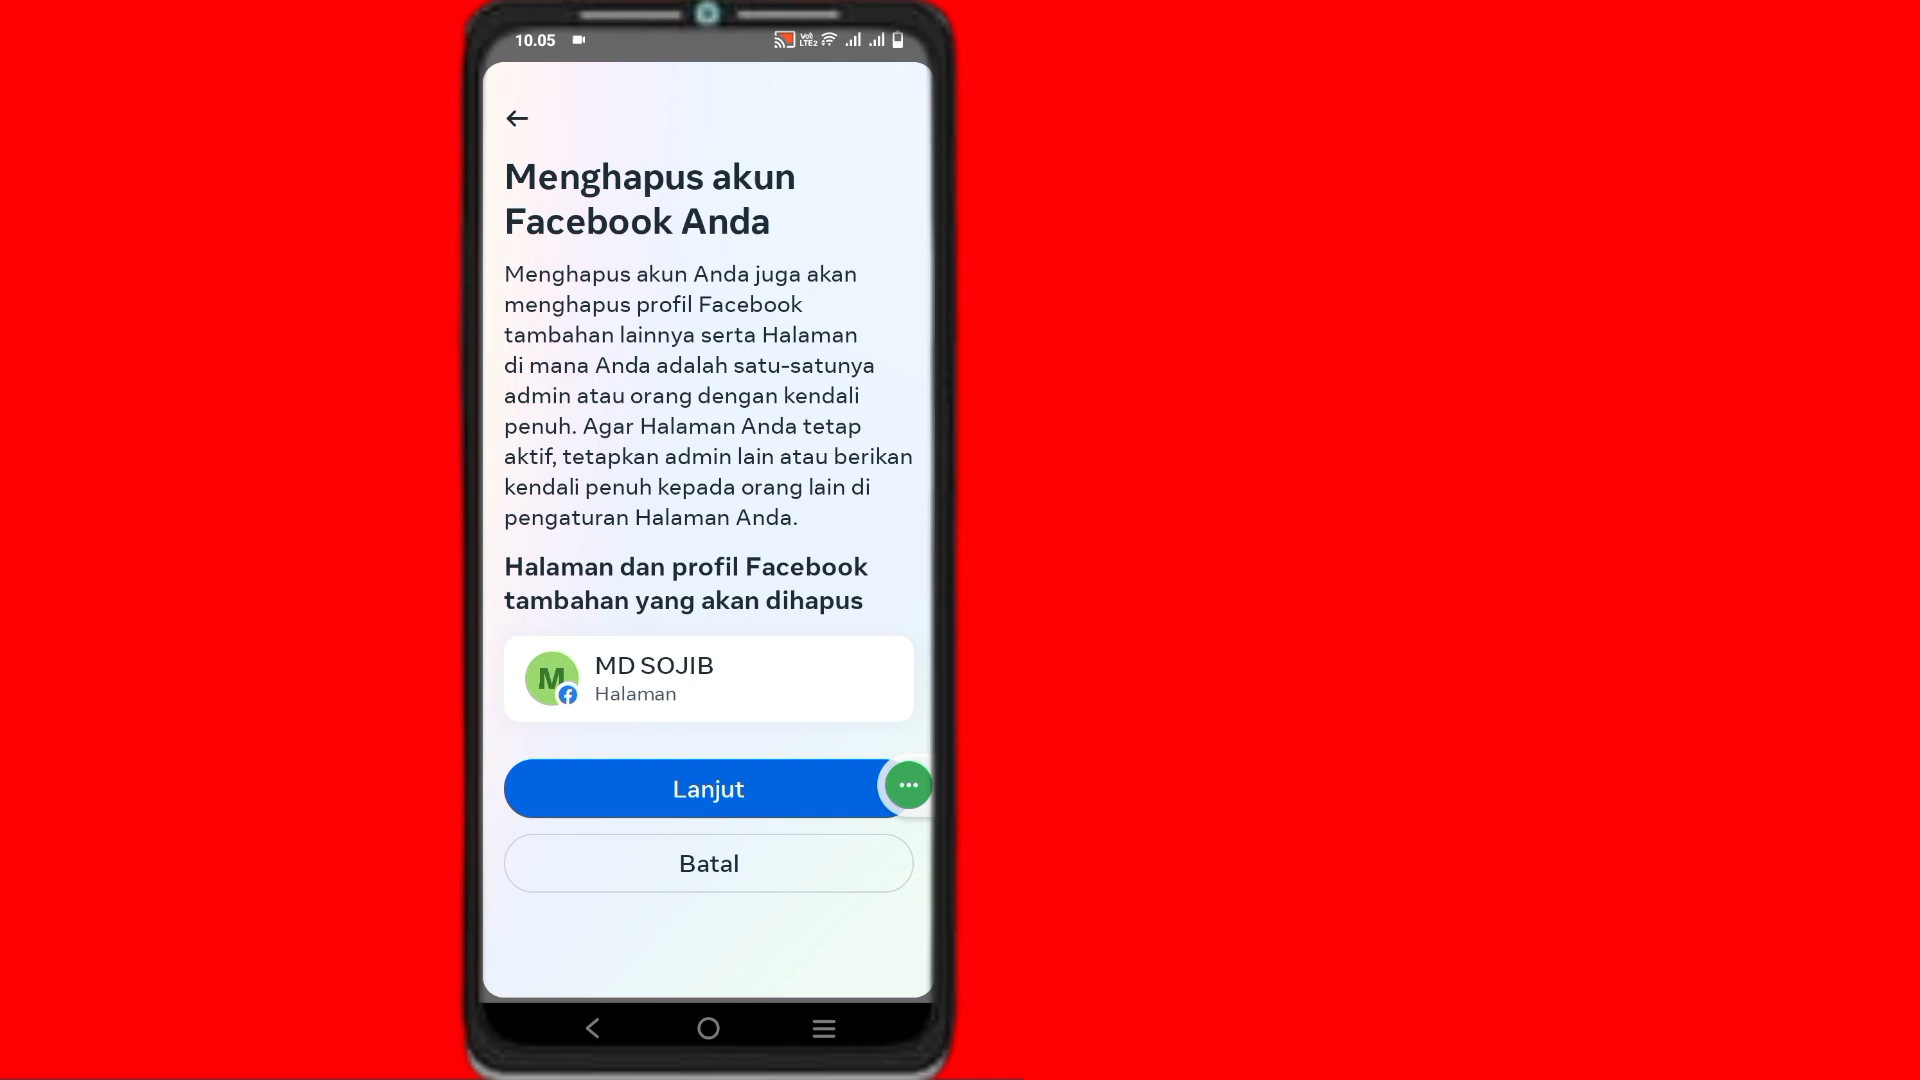 10.05
Vo)
LTE2
Menghapus akun
Facebook Anda
Menghapus akun Anda juga akan
menghapus profil Facebook
tambahan lainnya serta Halaman
di mana Anda adalah satu-satunya
admin atau orang dengan kendali
penuh. Agar Halaman Anda tetap
aktif, tetapkan admin lain atau berikan
kendali penuh kepada orang lain di
pengaturan Halaman Anda.
Halaman dan profil Facebook
tambahan yang akan dihapus
M
MD SOJIB
Halaman
Lanjut
Batal